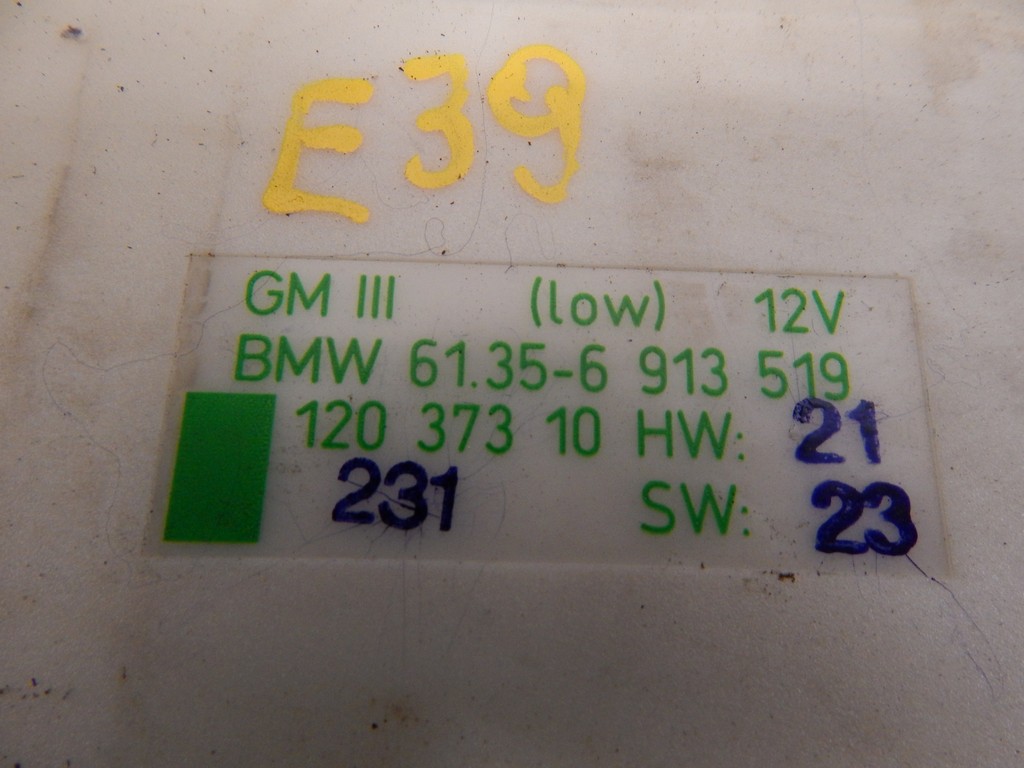 E39
GM III (low) 12V
BMW 61.35-6 913 519
120 373 10 HW: 21
231 SW: 23